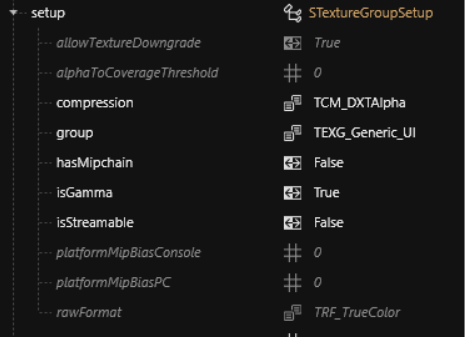 setup STextureGroupSetup
allowTextureDowngrade True
alphaToCoverageThreshold 0
compression TCM_DXTAlpha
group TEXG_Generic_UI
hasMipchain False
isGamma True
isStreamable False
platformMipBiasConsole 0
platformMipBiasPC 0
rawFormat TRF_TrueColor